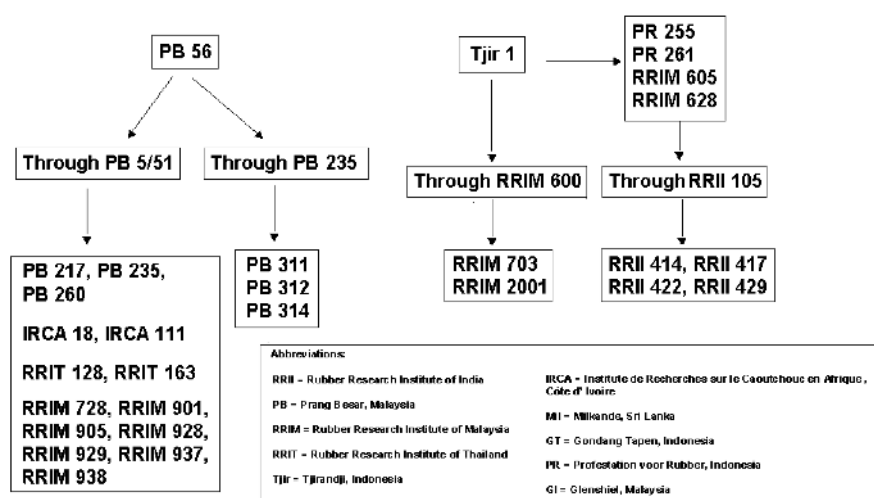 PB 56
Through PB 5/51
Through PB 235
PB 217, PB 235,
PB 260
IRCA 18, IRCA 111
RRIT 128, RRIT 163
RRIM 728, RRIM 901,
RRIM 905, RRIM 928,
RRIM 929, RRIM 937,
RRIM 938
PB 311
PB 312
PB 314
Tjir 1
PR 255
PR 261
RRIM 605
RRIM 628
Through RRIM 600
Through RRII 105
RRIM 703
RRIM 2001
RRII 414, RRII 417
RRII 422, RRII 429
Abbreviations:
RRII = Rubber Research Institute of India
PB = Prang Besar, Malaysia
RRIM = Rubber Research Institute of Malaysia
RRIT = Rubber Research Institute of Thailand
Tjir = Tjirandji, Indonesia
IRCA = Institute de Recherches sur le Caoutchouc en Afrique,
Côte d' Ivoire
Mil = Milkande, Sri Lanka
GT = Gondang Tapen, Indonesia
PR = Profestation voor Rubber, Indonesia
Gl = Glenshiel, Malaysia